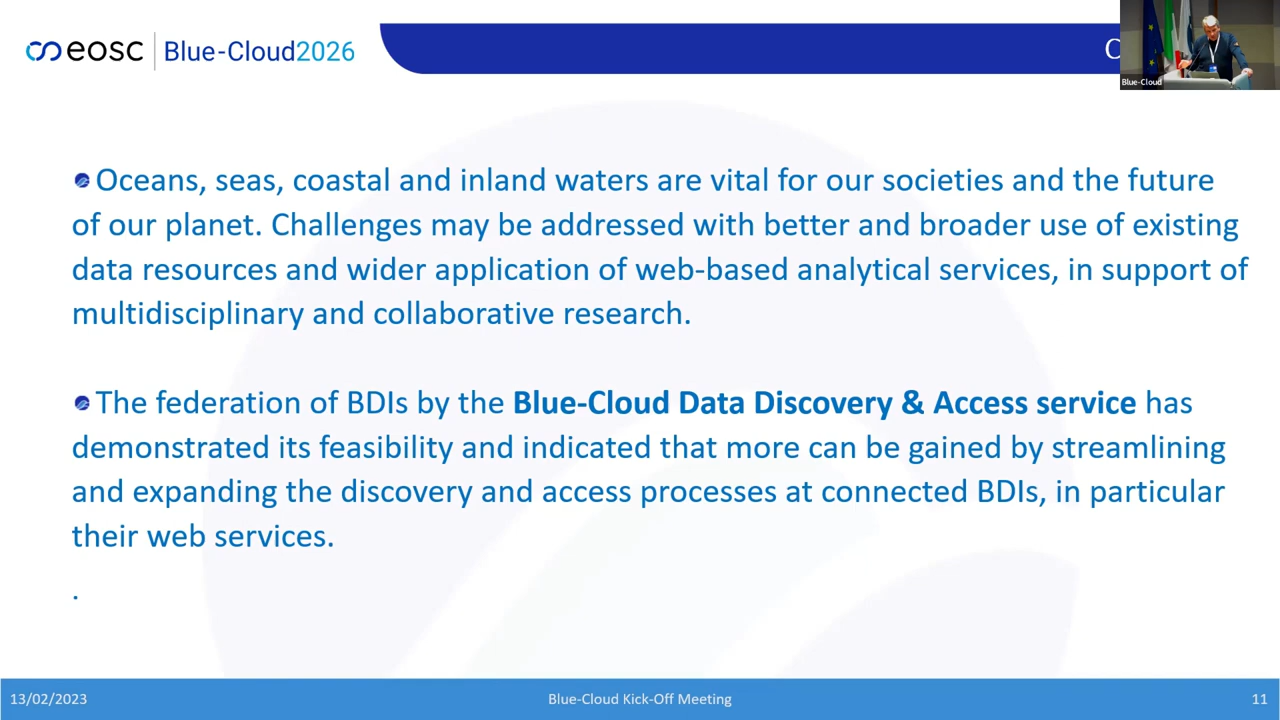 eosc Blue-Cloud2026
Blue-Cloud
Oceans, seas, coastal and inland waters are vital for our societies and the future
of our planet. Challenges may be addressed with better and broader use of existing
data resources and wider application of web-based analytical services, in support of
multidisciplinary and collaborative research.
The federation of BDIs by the Blue-Cloud Data Discovery & Access service has
demonstrated its feasibility and indicated that more can be gained by streamlining
and expanding the discovery and access processes at connected BDIs, in particular
their web services.
.
13/02/2023 Blue-Cloud Kick-Off Meeting 11